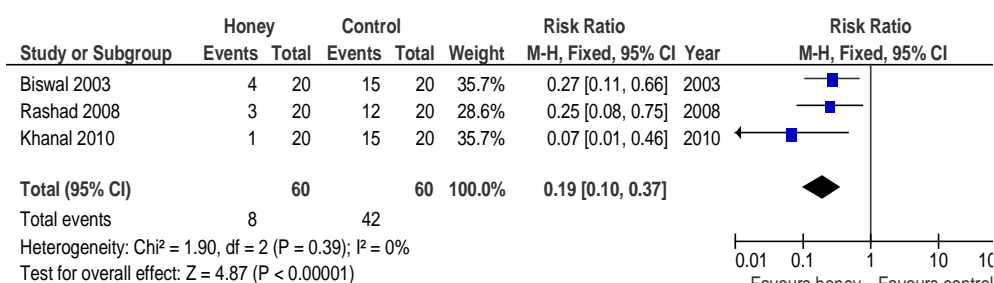 Honey Control Risk Ratio Risk Ratio
Study or Subgroup Events Total Events Total Weight M-H, Fixed, 95% CI Year M-H, Fixed, 95% CI
Biswal 2003 4 20 15 20 35.7% 0.27 [0.11, 0.66] 2003
Rashad 2008 3 20 12 20 28.6% 0.25 [0.08, 0.75] 2008
Khanal 2010 1 20 15 20 35.7% 0.07 [0.01, 0.46] 2010
Total (95% CI) 60 60 100.0% 0.19 [0.10, 0.37]
Total events 8 42
Heterogeneity: Chi² = 1.90, df = 2 (P = 0.39); I² = 0%
Test for overall effect: Z = 4.87 (P < 0.00001)
0.01 0.1 1 10 10
Favours honey Favours control